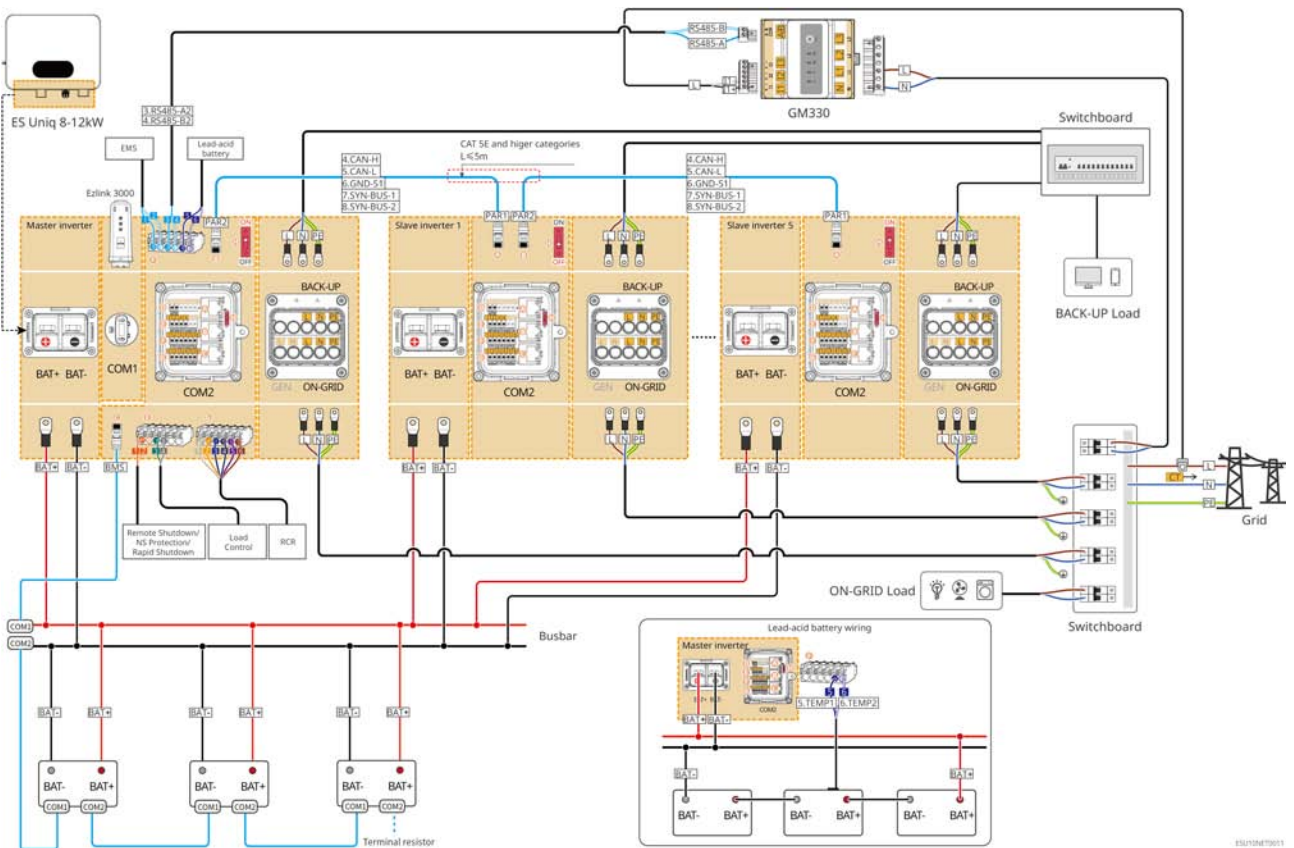 RS485-B
RS485-A
L
L
N
GM330
ES Uniq 8-12kW
3.RS485-A2
4.RS485-B2
EMS
Lead-acid
battery
Ezlink 3000
4.CAN-H
5.CAN-L
6.GND-S1
7.SYN-BUS-1
8.SYN-BUS-2
CAT 5E and higer categories
L≤5m
4.CAN-H
5.CAN-L
6.GND-S1
7.SYN-BUS-1
8.SYN-BUS-2
Switchboard
PAR2
PAR1 PAR2
PAR1
Master inverter
Slave inverter 1
Slave inverter 5
ON
OFF
ON
OFF
ON
OFF
L N PE
L N PE
L N PE
BACK-UP
BACK-UP
BACK-UP
BACK-UP Load
BAT+ BAT-
COM1
COM2
GEN ON-GRID
BAT+ BAT-
COM2
GEN ON-GRID
BAT+ BAT-
COM2
GEN ON-GRID
L N PE
L N PE
L N PE
BAT+
BAT-
BMS
BAT+
BAT-
BAT+
BAT-
Remote Shutdown/
NS Protection/
Rapid Shutdown
Load
Control
RCR
CT
L
N
PE
Grid
ON-GRID Load
Switchboard
COM1
COM2
Busbar
BAT-
BAT+
BAT-
BAT+
BAT-
BAT+
BAT- BAT+
BAT- BAT+
BAT- BAT+
COM1 COM2
COM1 COM2
COM1 COM2
Terminal resistor
Lead-acid battery wiring
Master inverter
COM2
5 6
5.TEMP1 6.TEMP2
BAT+ BAT-
BAT-
BAT+
BAT- BAT+
BAT- BAT+
BAT- BAT+
ESU10NET0011